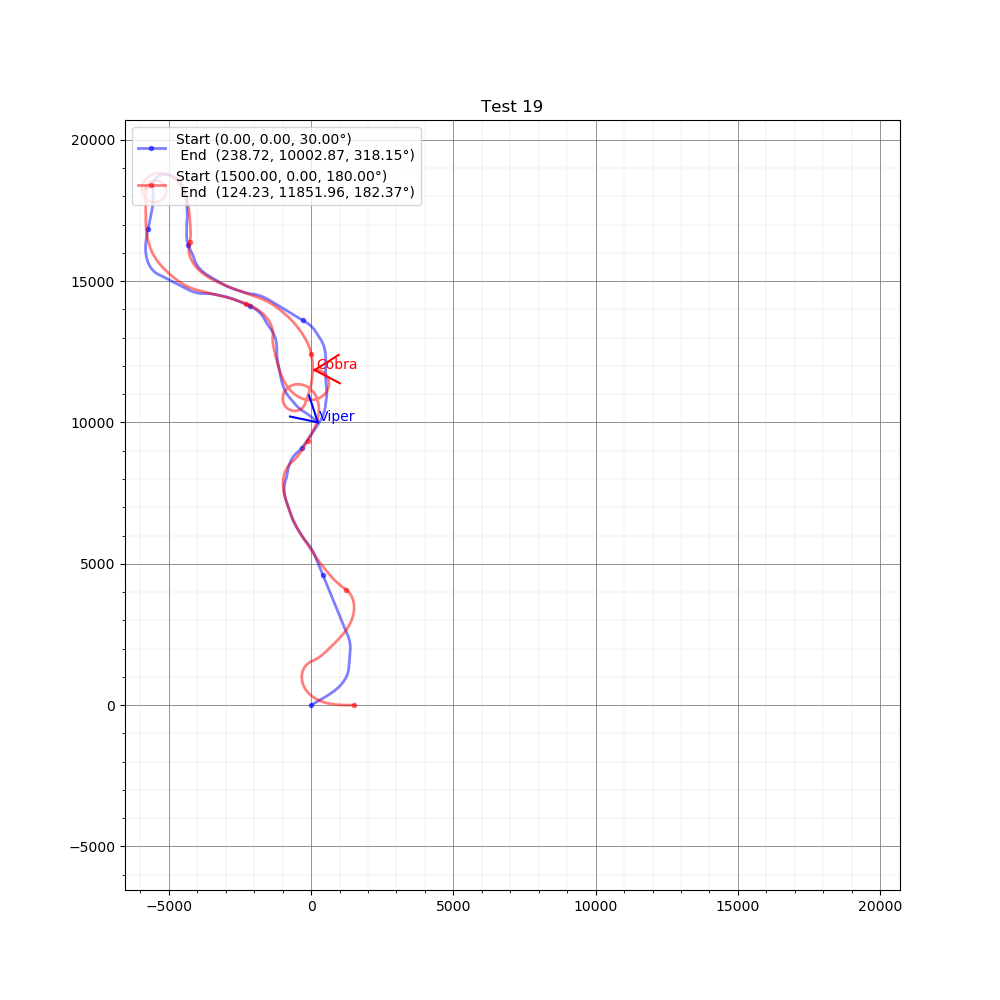 Test 19
20000
15000
10000
5000
0
−5000
Start (0.00, 0.00, 30.00°)
End  (238.72, 10002.87, 318.15°)
Start (1500.00, 0.00, 180.00°)
End  (124.23, 11851.96, 182.37°)
Cobra
Viper
−5000 0 5000 10000 15000 20000